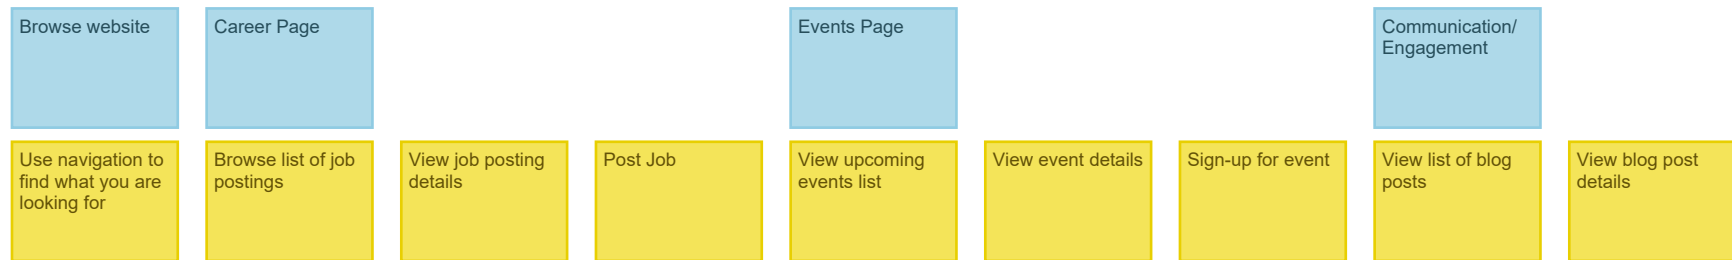 Browse website
Career Page
Events Page
Communication/
Engagement
Use navigation to
find what you are
looking for
Browse list of job
postings
View job posting
details
Post Job
View upcoming
events list
View event details
Sign-up for event
View list of blog
posts
View blog post
details